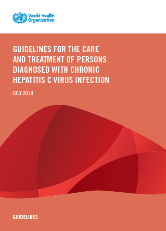 World Health
Organization
GUIDELINES FOR THE CARE
AND TREATMENT OF PERSONS
DIAGNOSED WITH CHRONIC
HEPATITIS C VIRUS INFECTION
JULY 2018
GUIDELINES